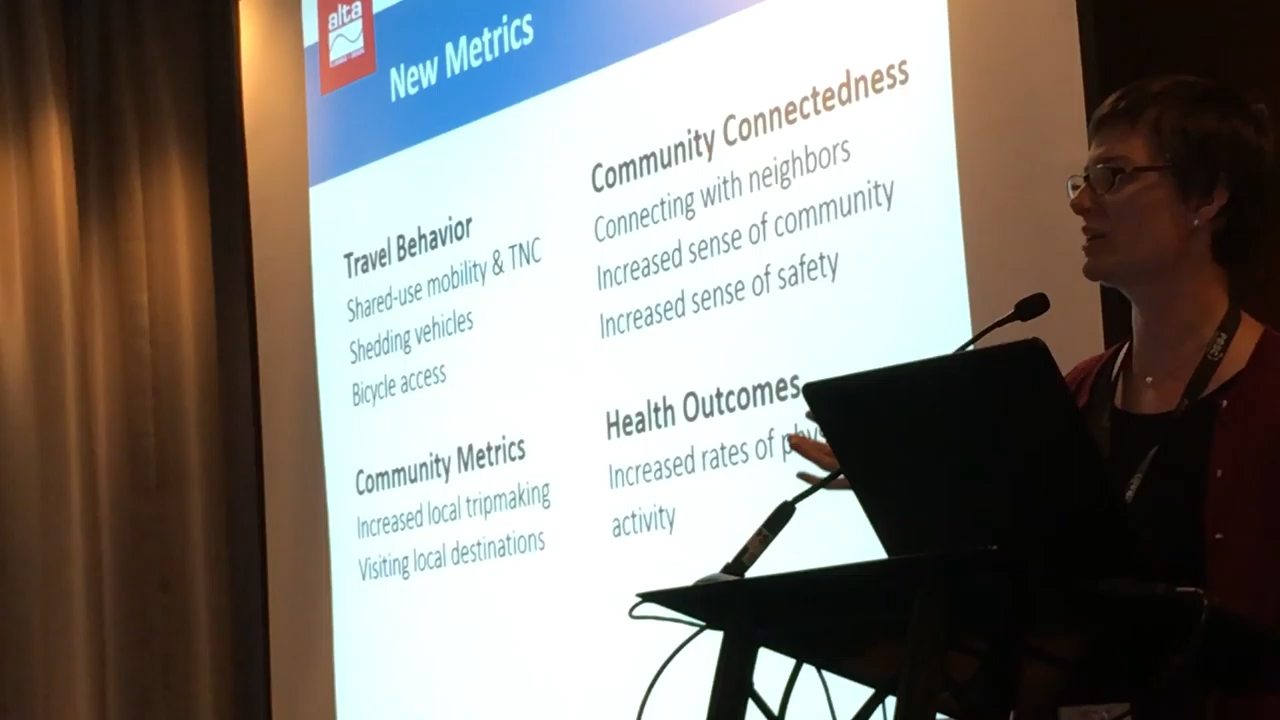 alta
New Metrics
Travel Behavior
Shared-use mobility & TNC
Shedding vehicles
Bicycle access
Community Metrics
Increased local tripmaking
Visiting local destinations
Community Connectedness
Connecting with neighbors
Increased sense of community
Increased sense of safety
Health Outcomes
Increased rates of
activity